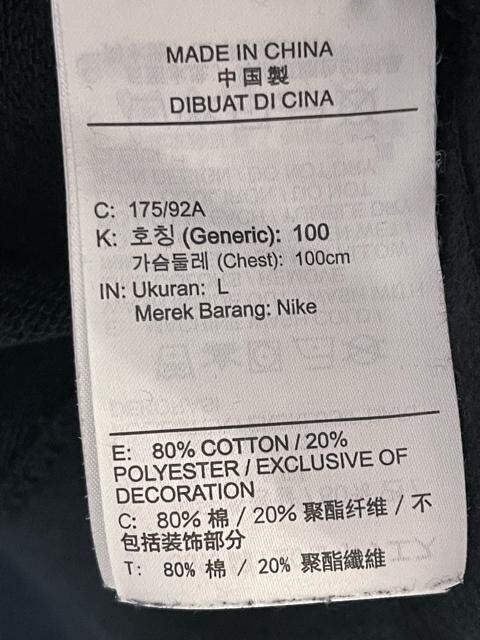 MADE IN CHINA
中国製
DIBUAT DI CINA
C: 175/92A
K: 호칭 (Generic): 100
가슴둘레 (Chest): 100cm
IN: Ukuran: L
Merek Barang: Nike
E: 80% COTTON / 20%
POLYESTER / EXCLUSIVE OF
DECORATION
C: 80% 棉 / 20% 聚酯纤维 / 不
包括装饰部分
T: 80% 棉 / 20% 聚酯纖維